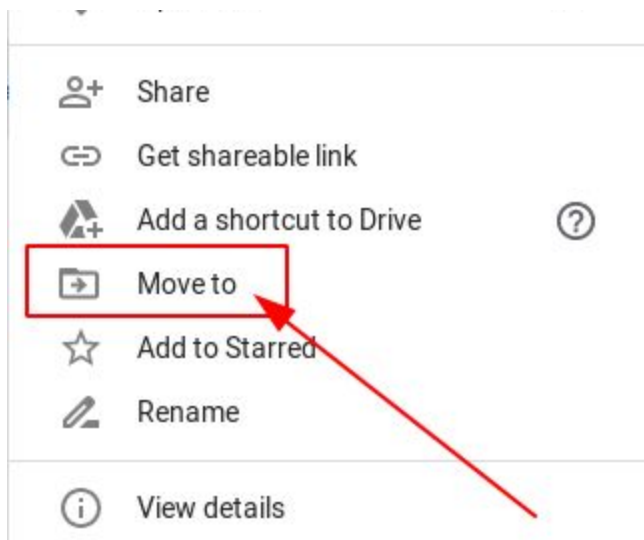 Share
Get shareable link
Add a shortcut to Drive
Move to
Add to Starred
Rename
View details